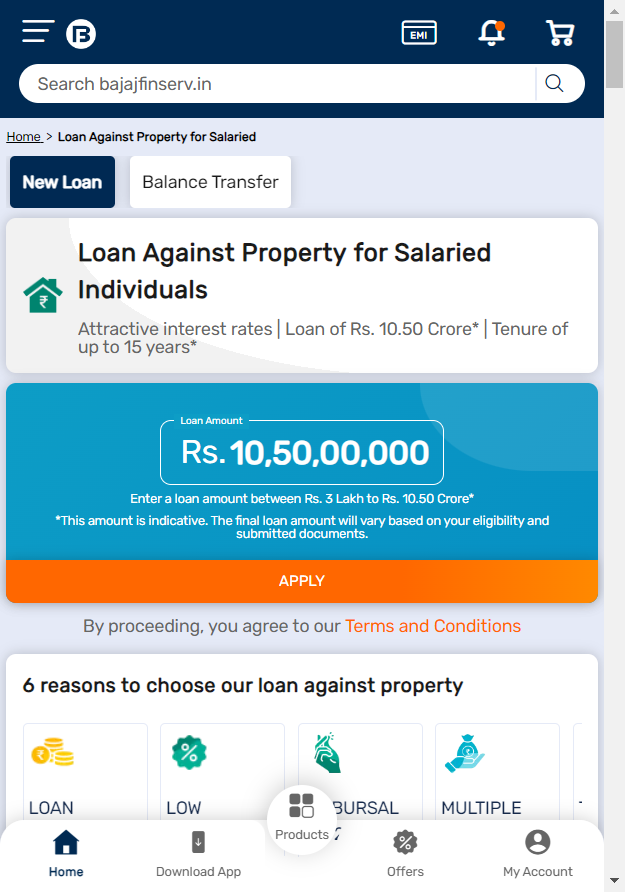 EMI
Search bajajfinserv.in
Home > Loan Against Property for Salaried
New Loan
Balance Transfer
Loan Against Property for Salaried
Individuals
Attractive interest rates | Loan of Rs. 10.50 Crore* | Tenure of
up to 15 years*
Loan Amount
Rs. 10,50,00,000
Enter a loan amount between Rs. 3 Lakh to Rs. 10.50 Crore*
*This amount is indicative. The final loan amount will vary based on your eligibility and
submitted documents.
APPLY
By proceeding, you agree to our Terms and Conditions
6 reasons to choose our loan against property
LOAN
LOW
BURSAL
MULTIPLE
Products
Home
Download App
Offers
My Account